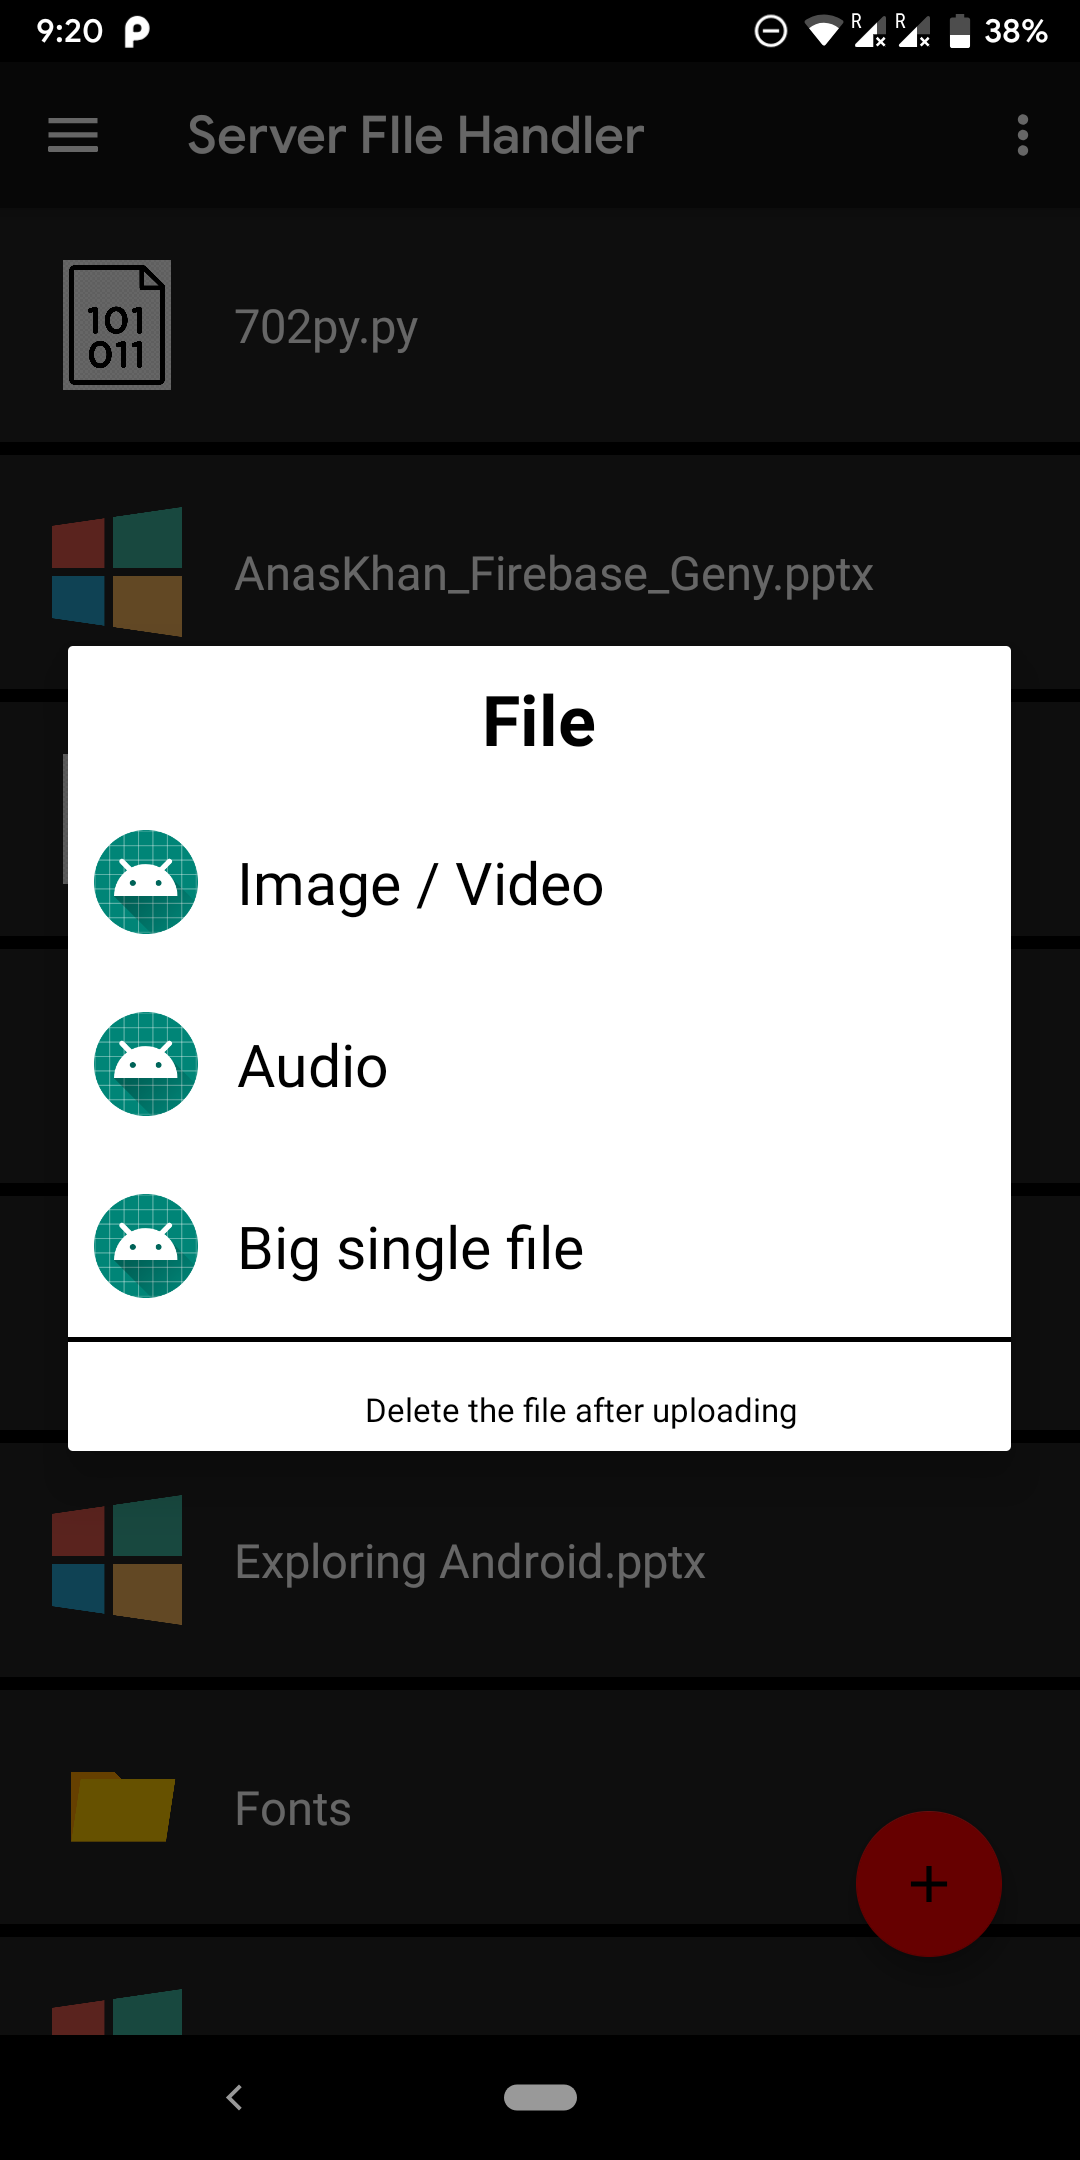 9:20 R R 38%
Server FIle Handler
101
011
702py.py
AnasKhan_Firebase_Geny.pptx
File
Image / Video
Audio
Big single file
Delete the file after uploading
Exploring Android.pptx
Fonts